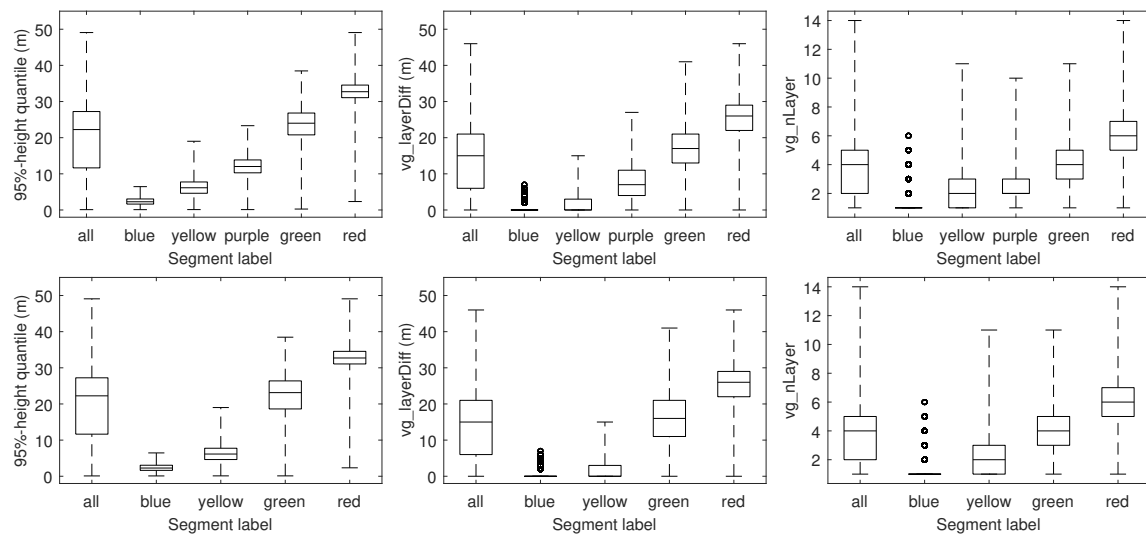 50
40
30
20
10
0
95%-height quantile (m)
all blue yellow purple green red
Segment label
40
30
20
10
0
vg_layerDiff (m)
all blue yellow purple green red
Segment label
14
12
10
8
6
4
2
vg_nLayer
all blue yellow purple green red
Segment label
50
40
30
20
10
0
95%-height quantile (m)
all blue yellow green red
Segment label
50
40
30
20
10
0
vg_layerDiff (m)
all blue yellow green red
Segment label
14
12
10
8
6
4
2
vg_nLayer
all blue yellow green red
Segment label